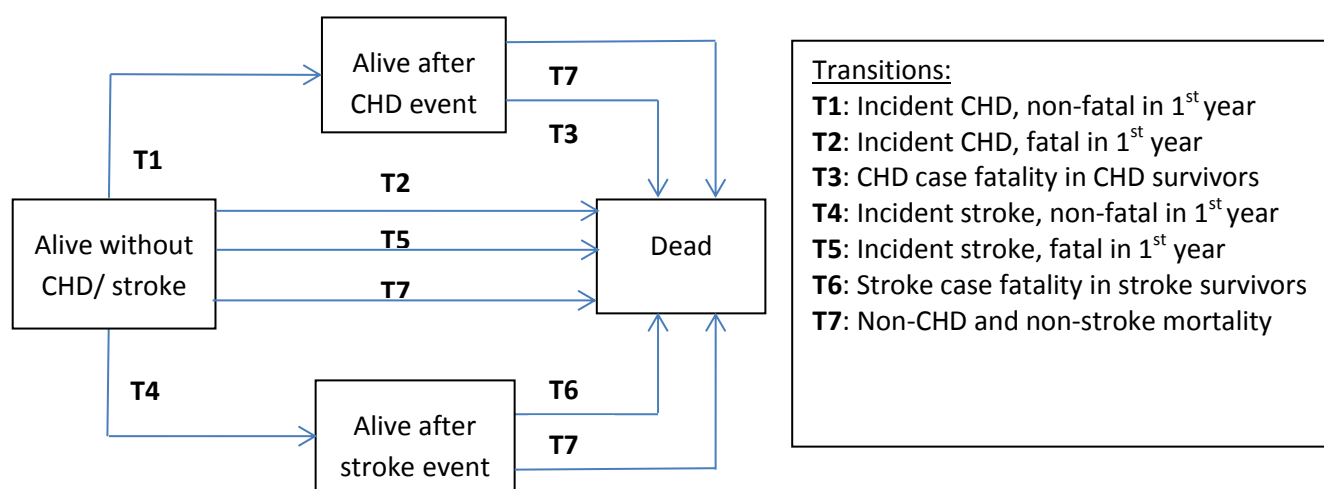 Alive after
CHD event
T7
T3
T1
T2
Alive without
CHD/ stroke
T5
T7
Dead
T4
Alive after
stroke event
T6
T7
Transitions:
T1: Incident CHD, non-fatal in 1st year
T2: Incident CHD, fatal in 1st year
T3: CHD case fatality in CHD survivors
T4: Incident stroke, non-fatal in 1st year
T5: Incident stroke, fatal in 1st year
T6: Stroke case fatality in stroke survivors
T7: Non-CHD and non-stroke mortality